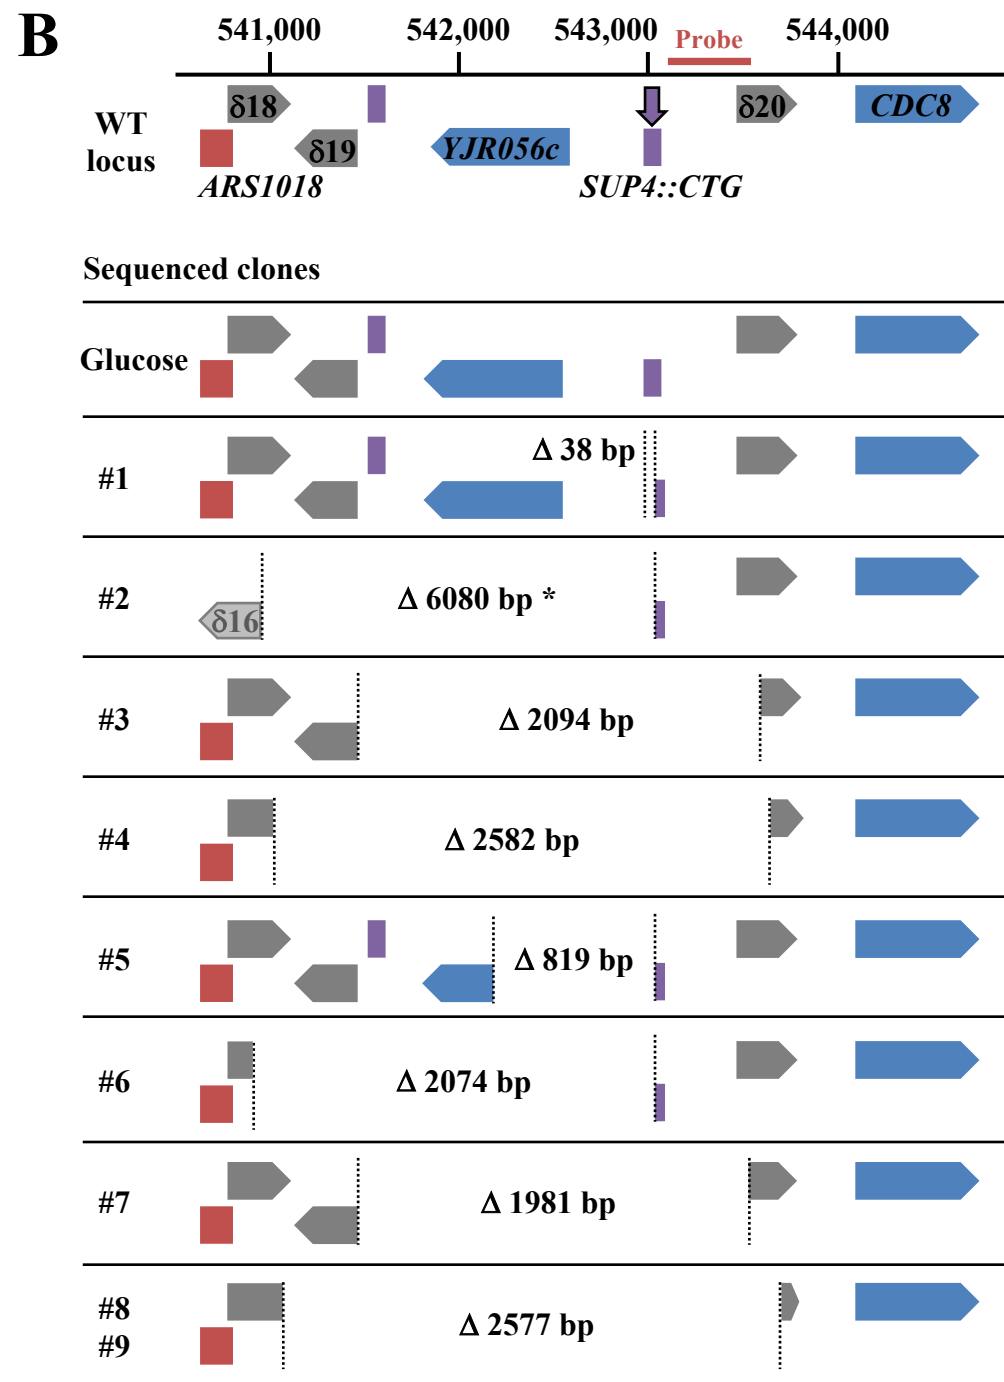 B
541,000 542,000 543,000 Probe 544,000
WT locus
δ18 δ20 CDC8
δ19 YJR056c
ARS1018 SUP4::CTG
Sequenced clones
Glucose
#1 Δ 38 bp
#2 δ16 Δ 6080 bp *
#3 Δ 2094 bp
#4 Δ 2582 bp
#5 Δ 819 bp
#6 Δ 2074 bp
#7 Δ 1981 bp
#8
#9 Δ 2577 bp